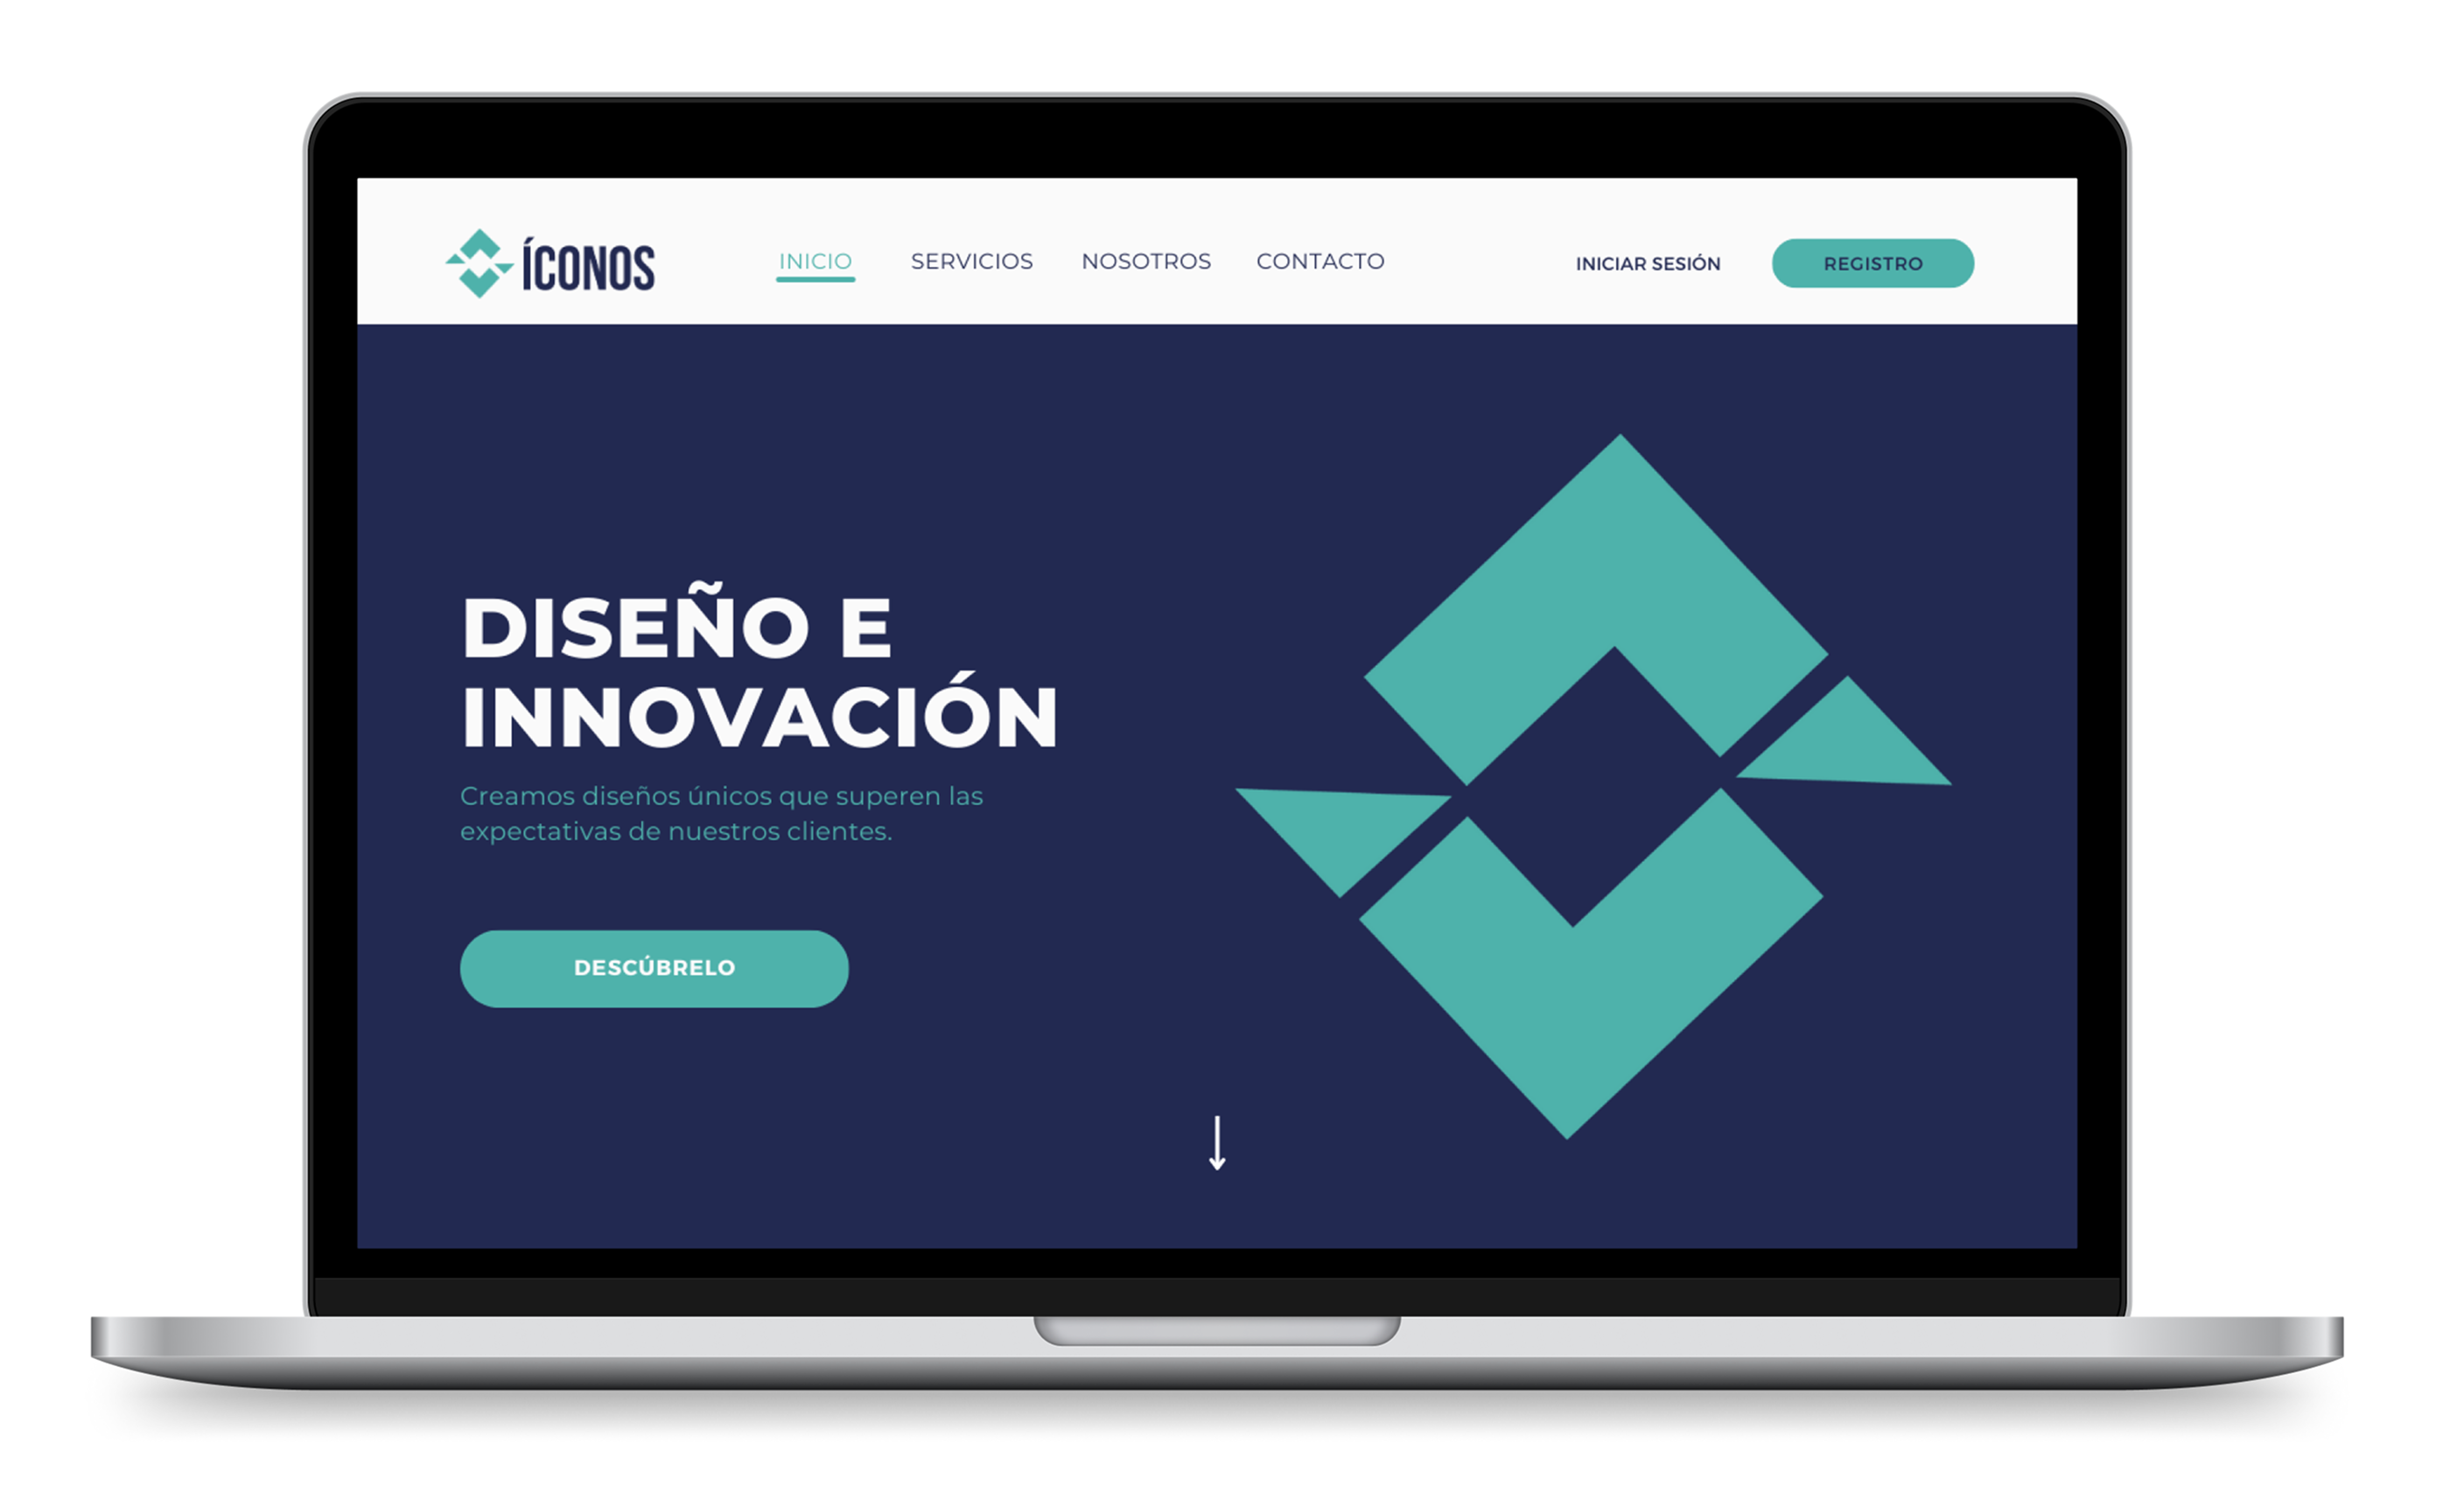 ÍCONOS
INICIO SERVICIOS NOSOTROS CONTACTO INICIAR SESIÓN REGISTRO
DISEÑO E
INNOVACIÓN
Creamos diseños únicos que superen las
expectativas de nuestros clientes.
DESCÚBRELO